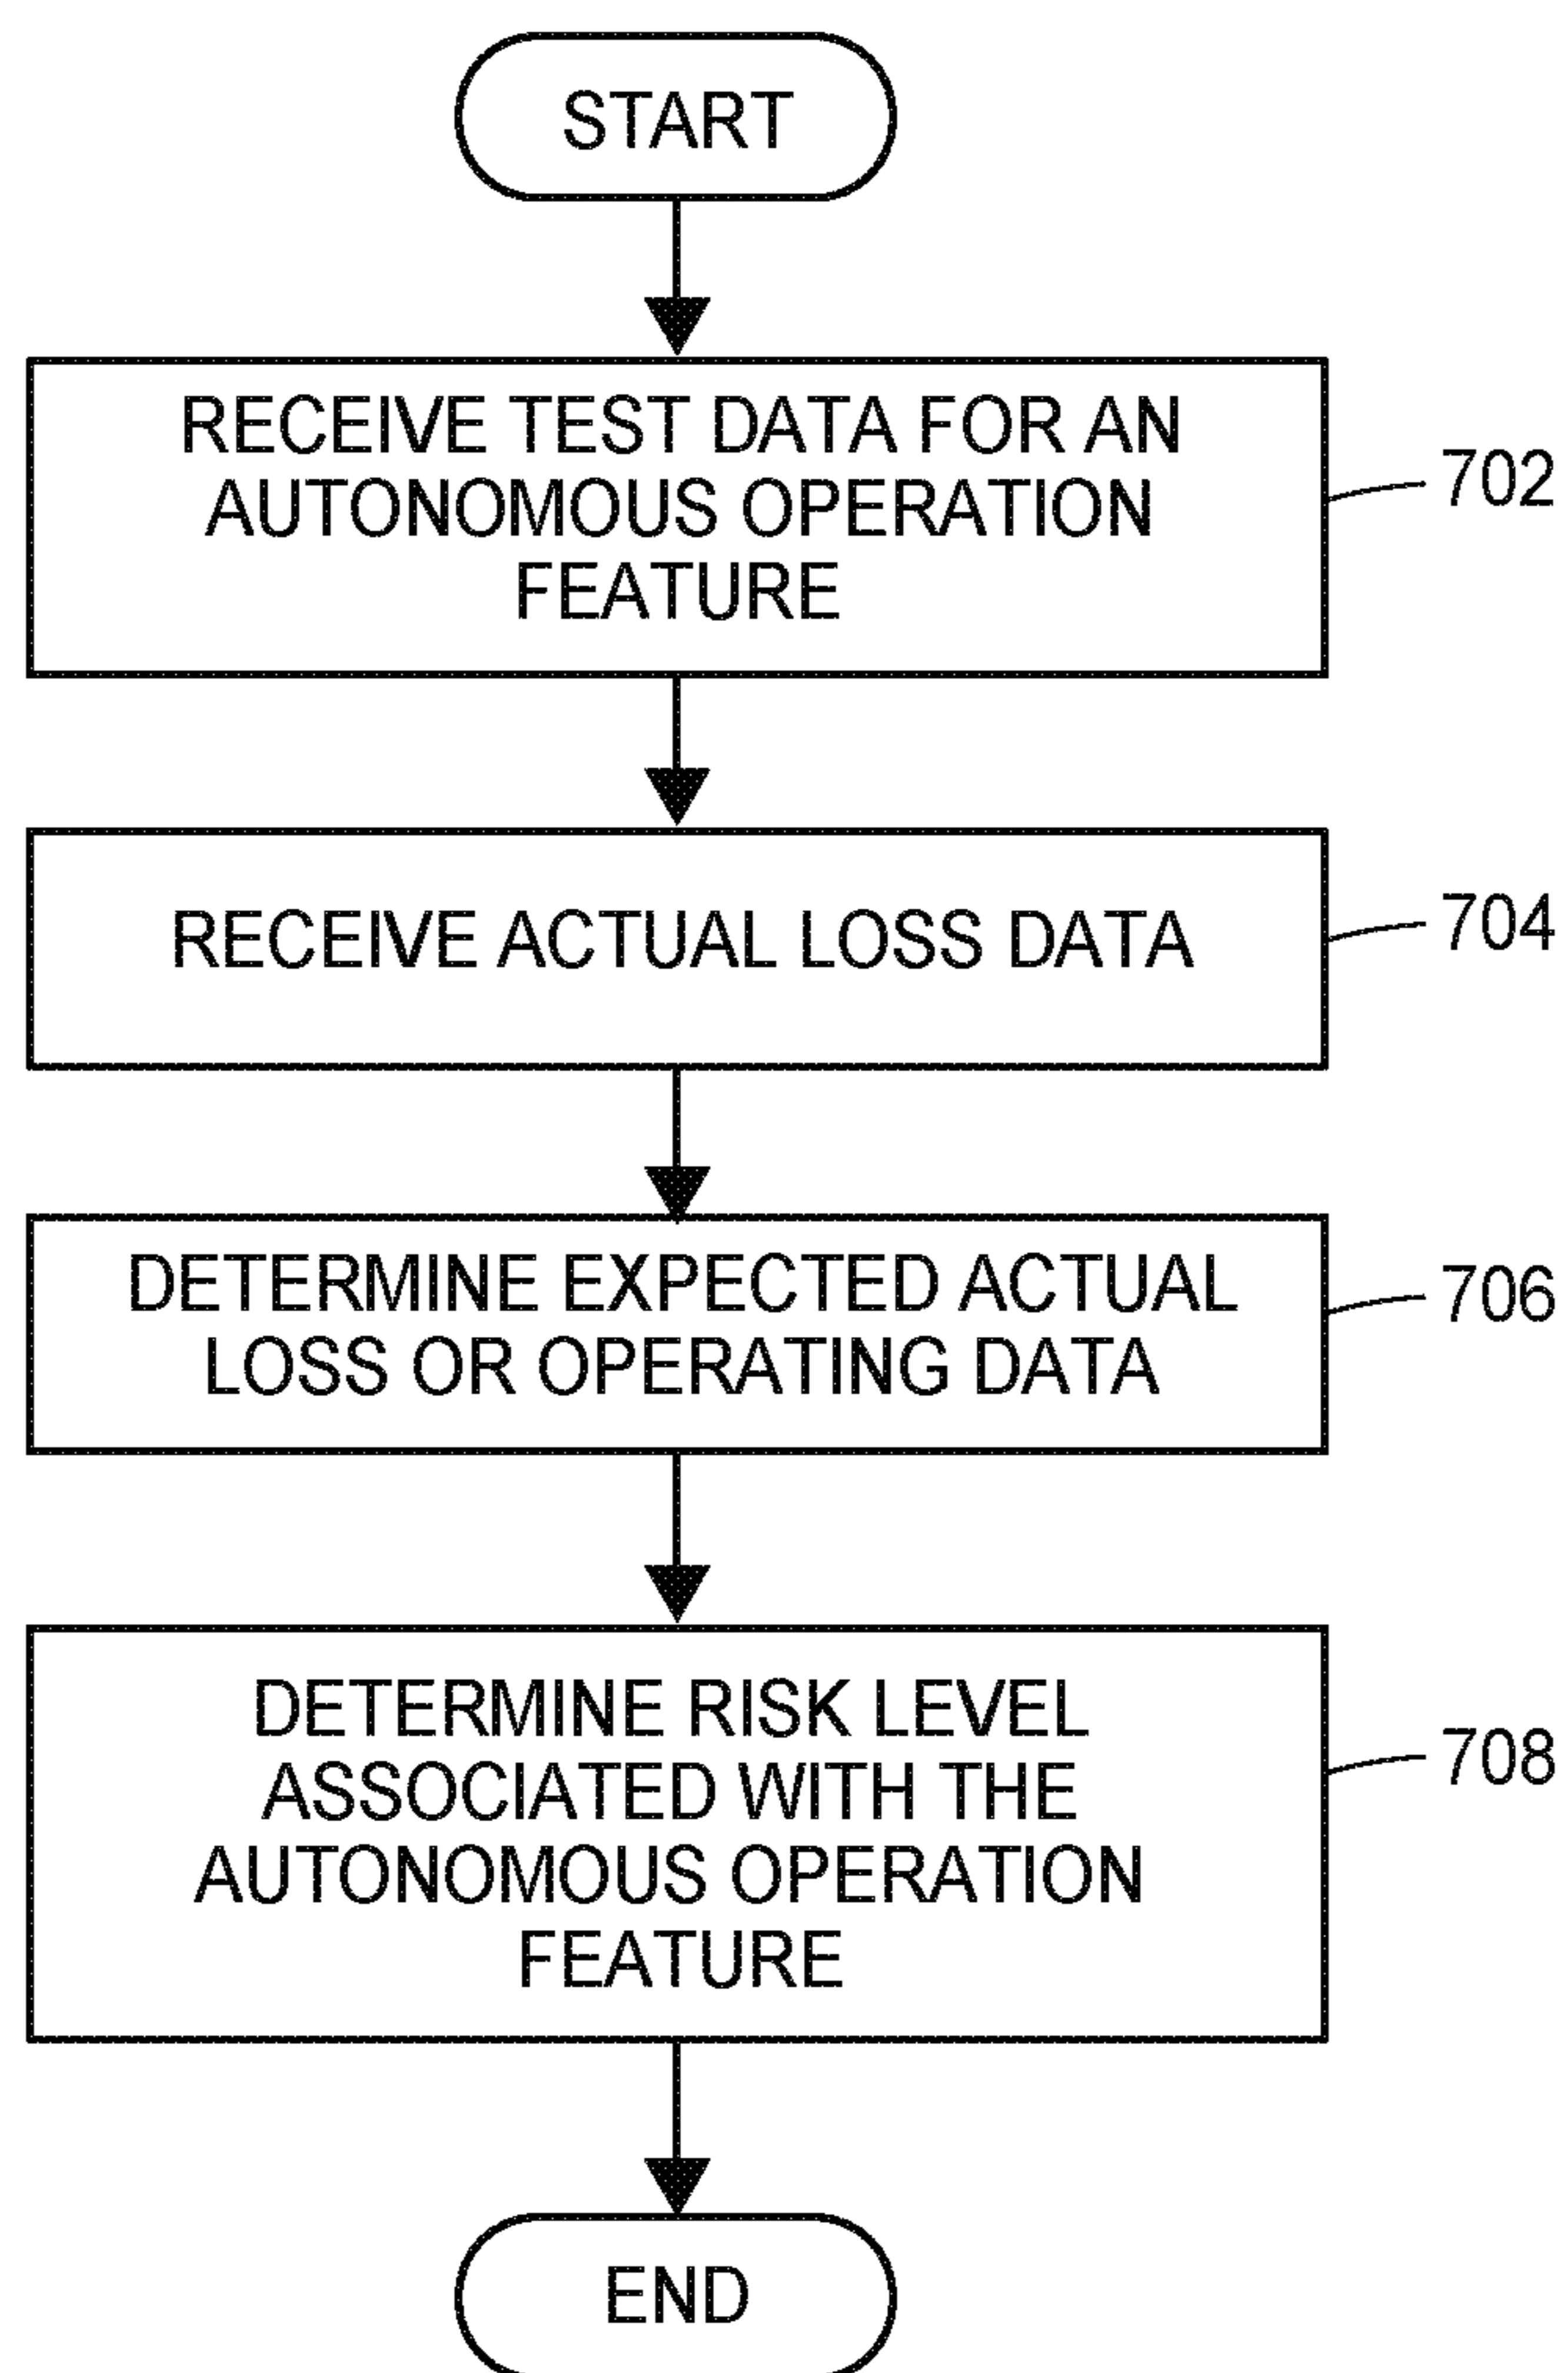 START
RECEIVE TEST DATA FOR AN
AUTONOMOUS OPERATION
FEATURE
702
RECEIVE ACTUAL LOSS DATA
704
DETERMINE EXPECTED ACTUAL
LOSS OR OPERATING DATA
706
DETERMINE RISK LEVEL
ASSOCIATED WITH THE
AUTONOMOUS OPERATION
FEATURE
708
END